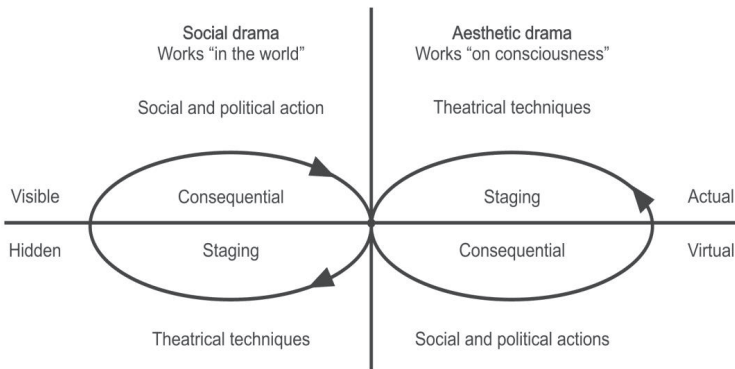 Social drama
Works “in the world”
Aesthetic drama
Works “on consciousness”
Social and political action
Theatrical techniques
Visible
Consequential
Staging
Actual
Hidden
Staging
Consequential
Virtual
Theatrical techniques
Social and political actions